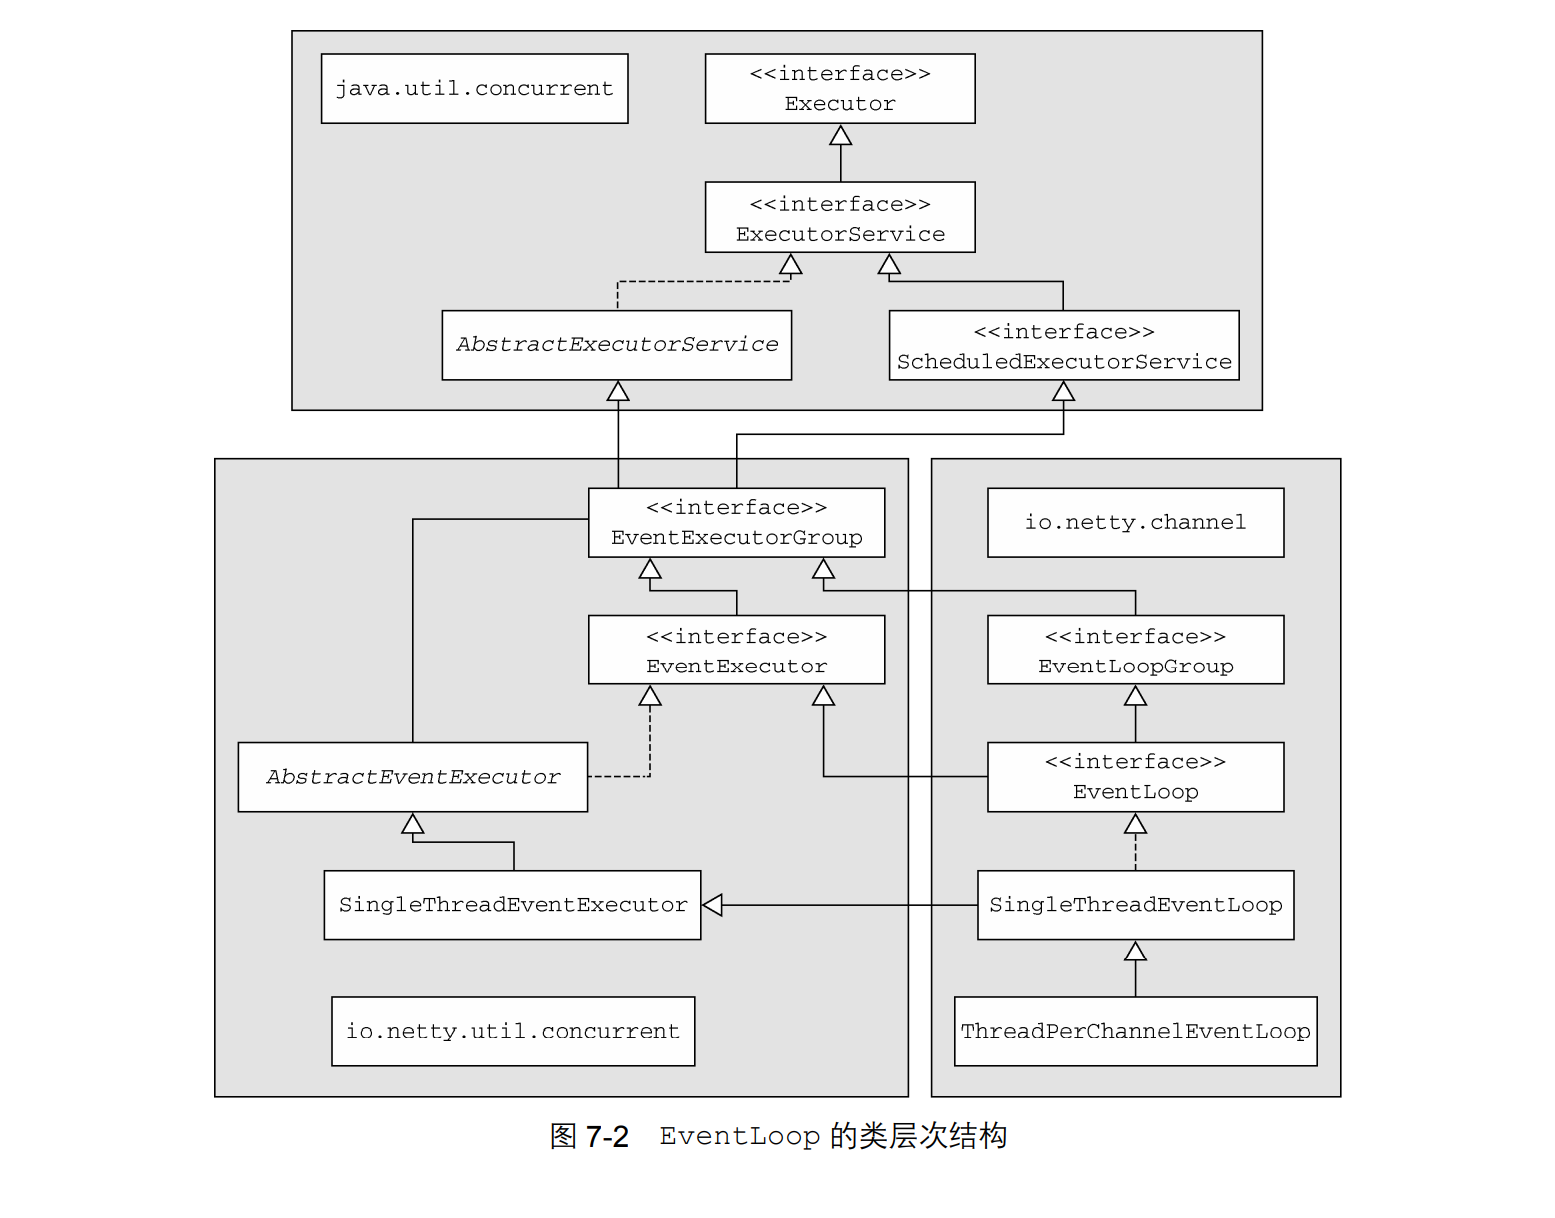 java.util.concurrent
<<interface>>
Executor
<<interface>>
ExecutorService
AbstractExecutorService
<<interface>>
ScheduledExecutorService
<<interface>>
EventExecutorGroup
io.netty.channel
<<interface>>
EventExecutor
<<interface>>
EventLoopGroup
AbstractEventExecutor
<<interface>>
EventLoop
SingleThreadEventExecutor
SingleThreadEventLoop
io.netty.util.concurrent
ThreadPerChannelEventLoop
图 7-2 EventLoop 的类层次结构